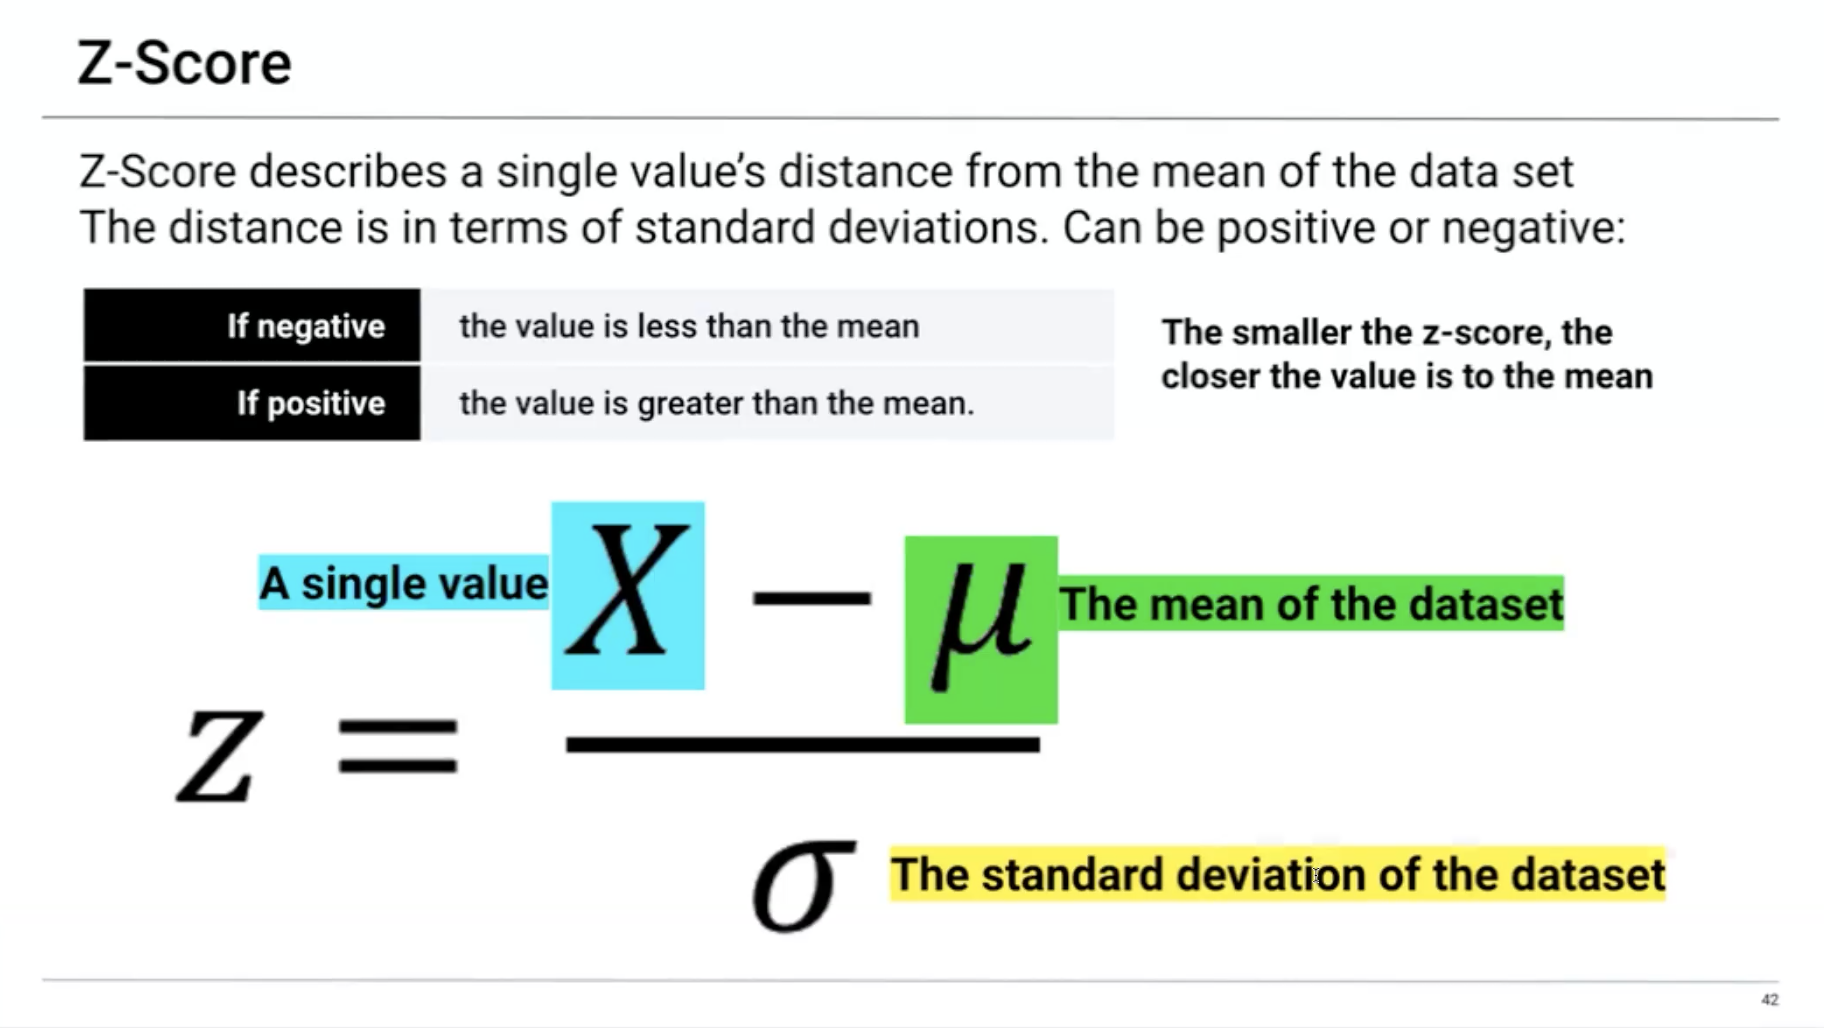 Z-Score
Z-Score describes a single value’s distance from the mean of the data set
The distance is in terms of standard deviations. Can be positive or negative:
If negative the value is less than the mean
If positive the value is greater than the mean.
The smaller the z-score, the
closer the value is to the mean
A single value X − μ The mean of the dataset
z =
σ The standard deviation of the dataset
42